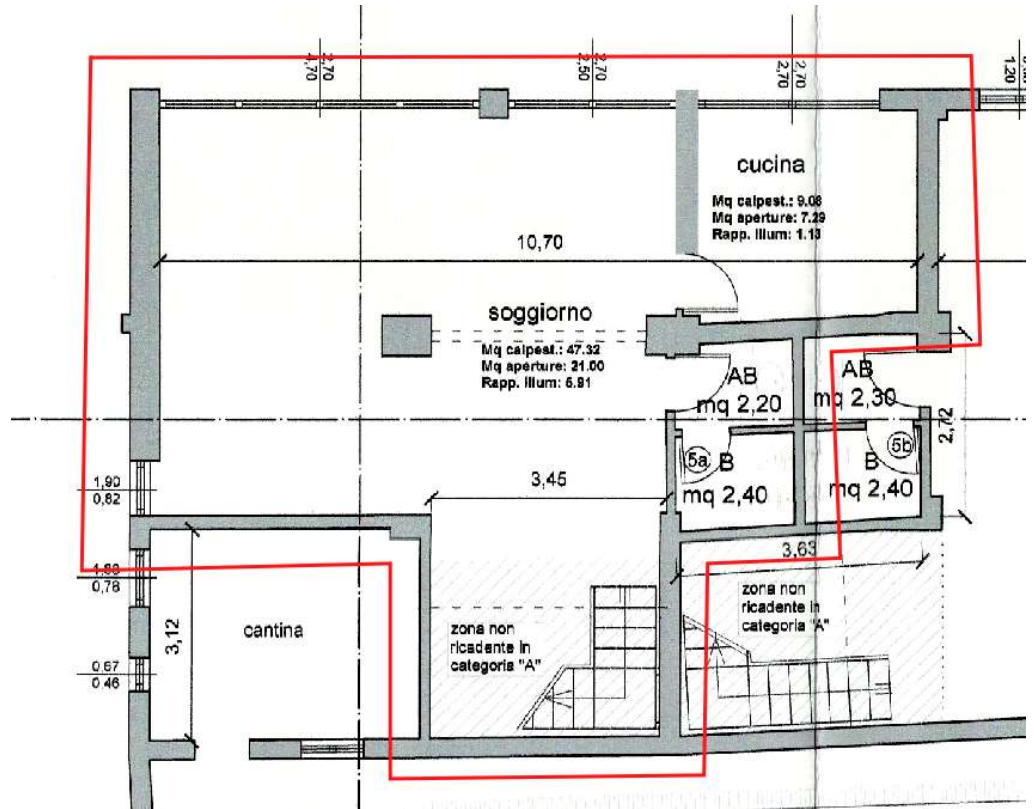 2,70
4,70
2,70
2,50
2,70
2,70
1,20
cucina
Mq calpest.: 9.08
Mq aperture: 7.29
Rapp. illum: 1.13
10,70
soggiorno
Mq calpest.: 47.32
Mq aperture: 21.00
Rapp. illum: 5.91
AB
mq 2,20
AB
mq 2,30
2,72
5a
B
mq 2,40
5b
B
mq 2,40
1,90
0,82
3,45
3,63
0,78
3,12
cantina
zona non
ricadente in
categoria "A"
zona non
ricadente in
categoria "A"
0,67
0,46